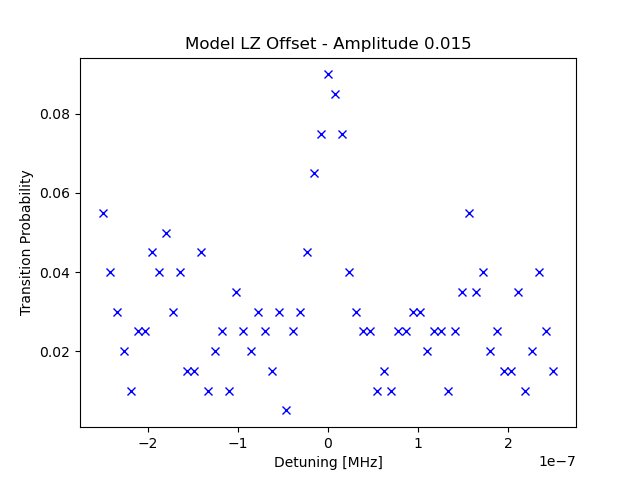 Model LZ Offset - Amplitude 0.015
Transition Probability
0.08
0.06
0.04
0.02
−2
−1
0
1
2
1e−7
Detuning [MHz]